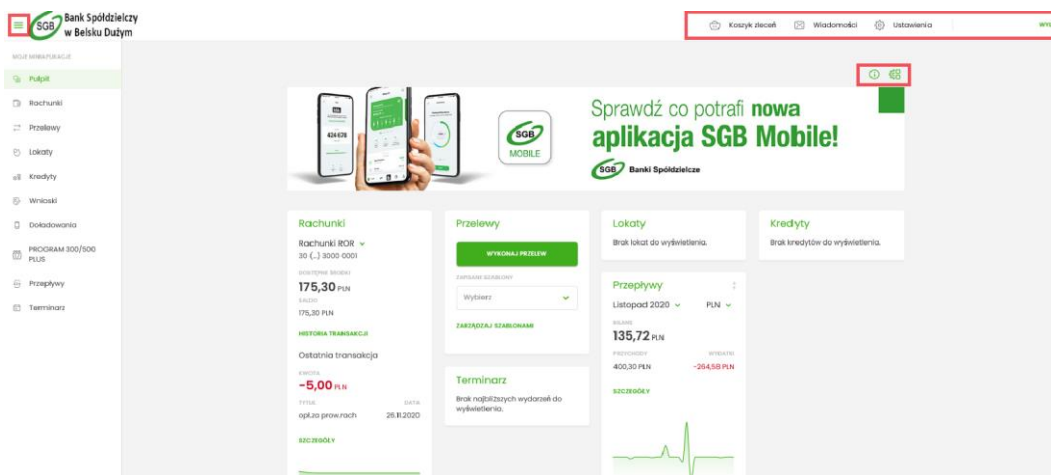 SGB Bank Spółdzielczy
w Belsku Dużym
Koszyk zleceń Wiadomości Ustawienia
MOJE MINIAPLIKACJE
Pulpit
Rachunki
Przelewy
Lokaty
Kredyty
Wnioski
Doładowania
PROGRAM 300/500
PLUS
Przepływy
Terminarz
424 678
SGB
MOBILE
Sprawdź co potrafi nowa
aplikacja SGB Mobile!
SGB Banki Spółdzielcze
Rachunki
Rachunki ROR
30 (...) 3000 0001
DOSTĘPNE ŚRODKI
175,30 PLN
SALDO
175,30 PLN
HISTORIA TRANSAKCJI
Ostatnia transakcja
KWOTA
-5,00 PLN
TYTUŁ DATA
opł.za prow.rach 26.11.2020
SZCZEGÓŁY
Przelewy
WYKONAJ PRZELEW
ZAPISANE SZABLONY
Wybierz
ZARZĄDZAJ SZABLONAMI
Terminarz
Brak najbliższych wydarzeń do
wyświetlenia.
Lokaty
Brak lokat do wyświetlenia.
Przepływy
Listopad 2020 PLN
BILANS
135,72 PLN
PRZYCHODY WYDATKI
400,30 PLN -264,58 PLN
SZCZEGÓŁY
Kredyty
Brak kredytów do wyświetlenia.